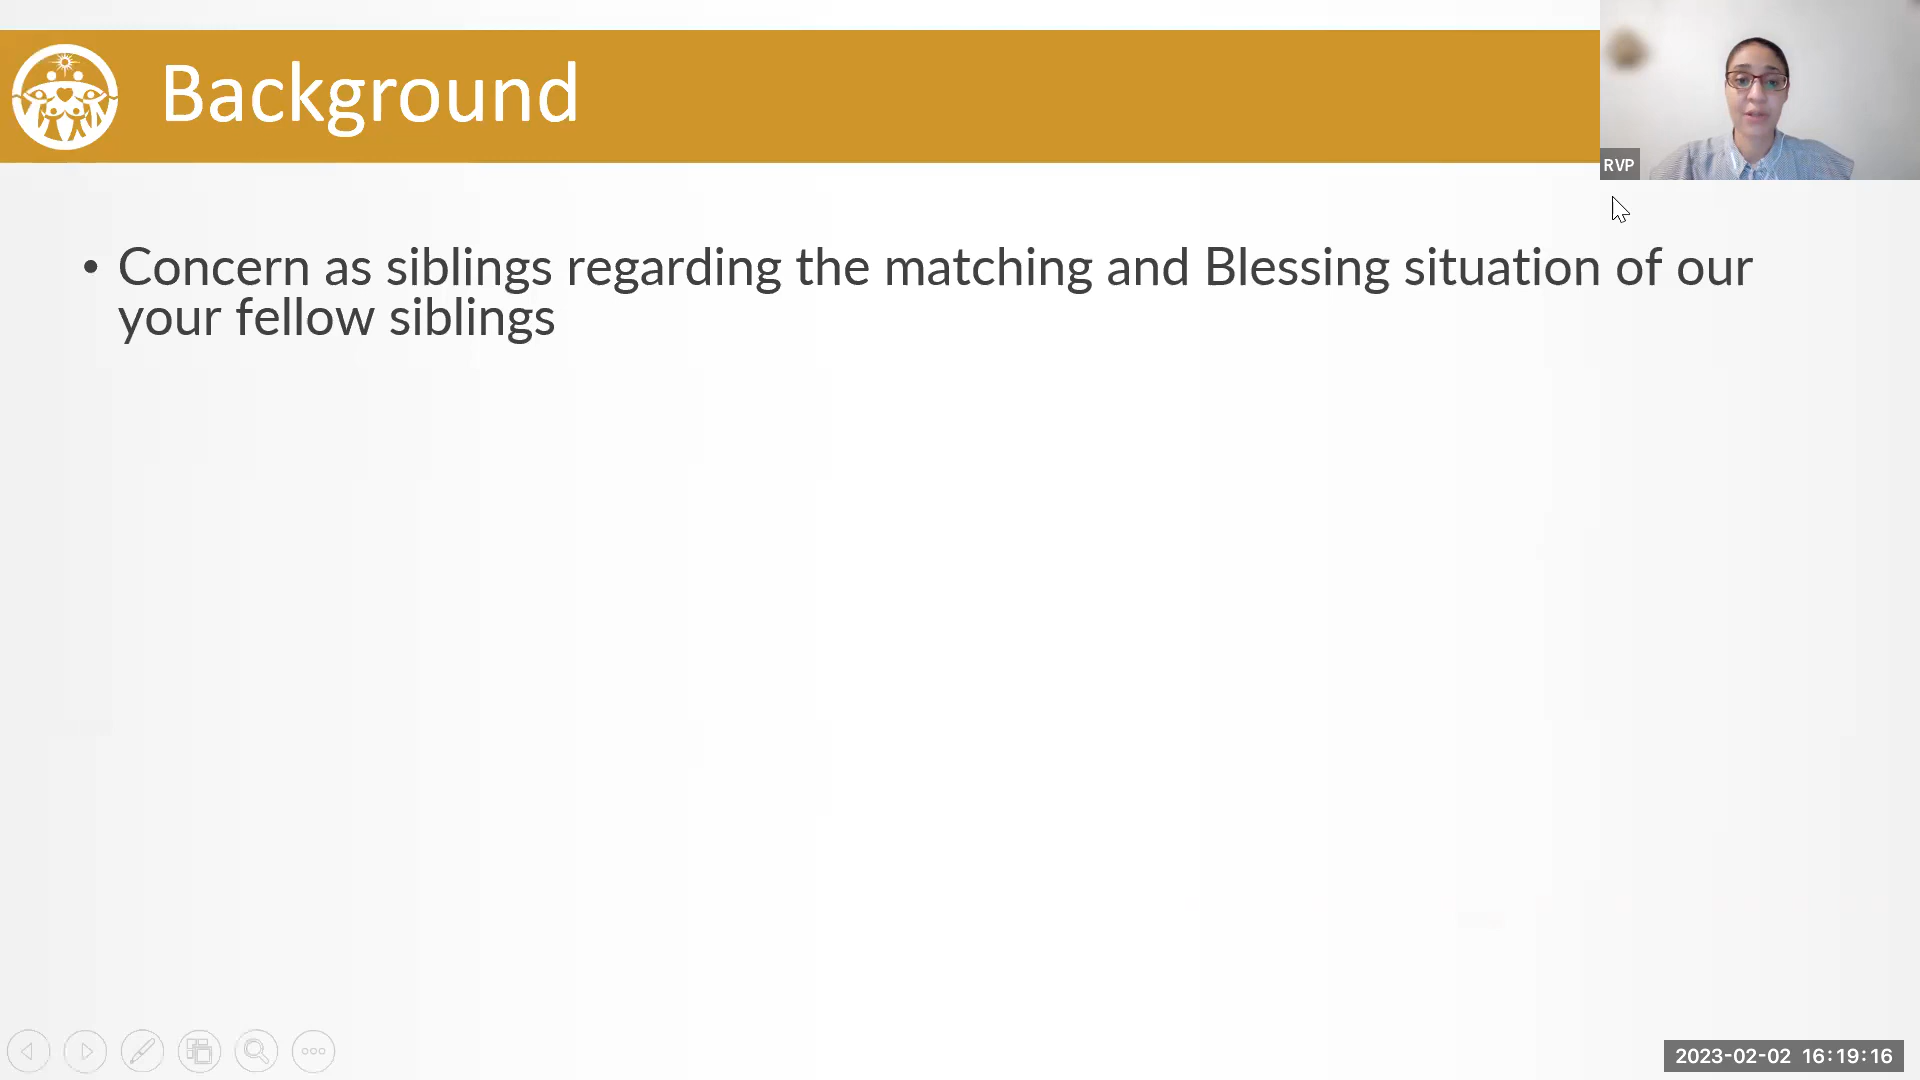 Background
RVP
• Concern as siblings regarding the matching and Blessing situation of our
your fellow siblings
2023-02-02 16:19:16